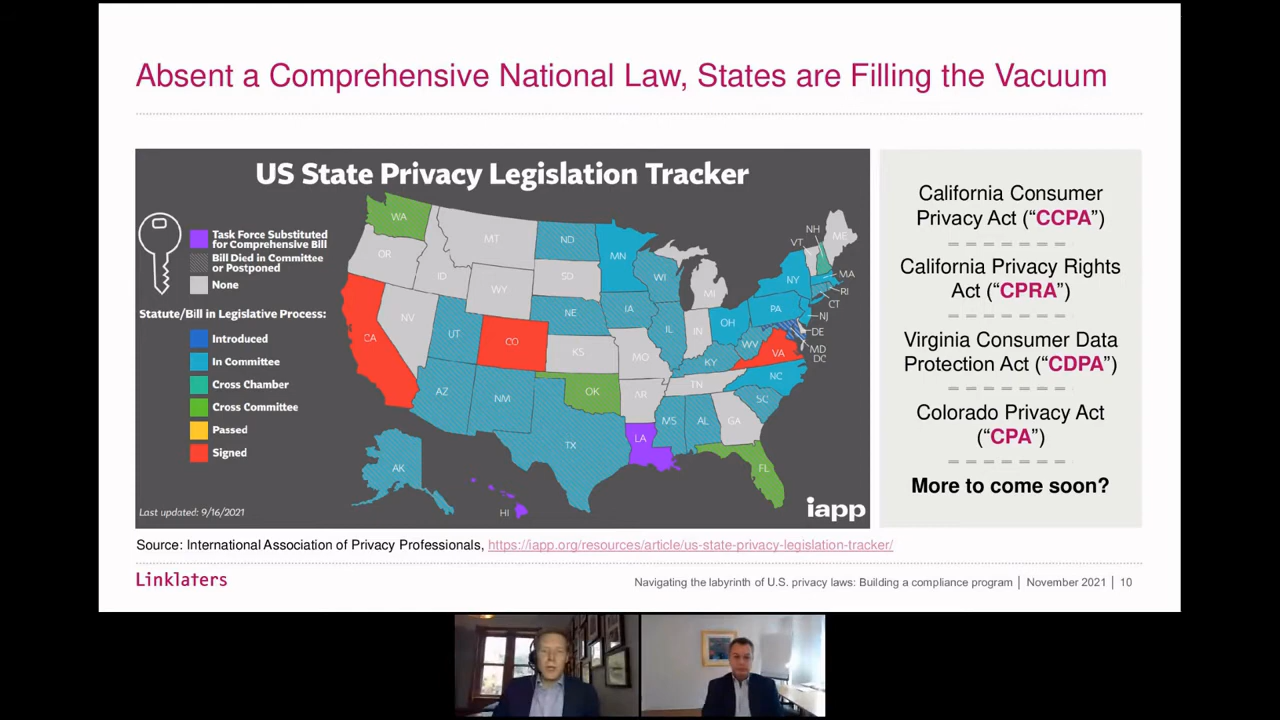 Absent a Comprehensive National Law, States are Filling the Vacuum
US State Privacy Legislation Tracker
Task Force Substituted
for Comprehensive Bill
Bill Died in Committee
or Postponed
None
Statute/Bill in Legislative Process:
Introduced
In Committee
Cross Chamber
Cross Committee
Passed
Signed
Last updated: 9/16/2021
WA
OR
CA
NV
ID
MT
WY
UT
AZ
CO
NM
ND
SD
NE
KS
OK
TX
MN
IA
MO
AR
LA
WI
IL
MS
MI
IN
KY
TN
AL
OH
WV
GA
FL
SC
NC
VA
PA
NY
VT
NH
ME
MA
RI
CT
NJ
DE
MD
DC
AK
HI
iapp
California Consumer
Privacy Act (“CCPA”)
California Privacy Rights
Act (“CPRA”)
Virginia Consumer Data
Protection Act (“CDPA”)
Colorado Privacy Act
(“CPA”)
More to come soon?
Source: International Association of Privacy Professionals, https://iapp.org/resources/article/us-state-privacy-legislation-tracker/
Linklaters
Navigating the labyrinth of U.S. privacy laws: Building a compliance program | November 2021 | 10